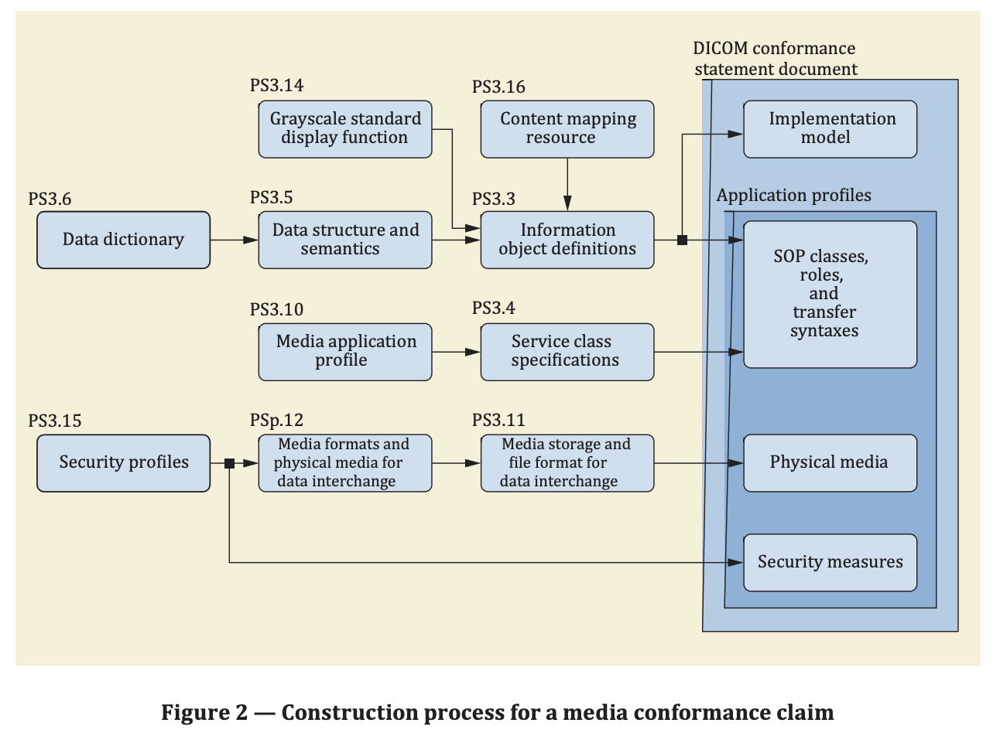 DICOM conformance
statement document
PS3.14
Grayscale standard
display function
PS3.16
Content mapping
resource
Implementation
model
PS3.6
Data dictionary
PS3.5
Data structure and
semantics
PS3.3
Information
object definitions
Application profiles
SOP classes,
roles,
and
transfer
syntaxes
PS3.10
Media application
profile
PS3.4
Service class
specifications
PS3.15
Security profiles
PSp.12
Media formats and
physical media for
data interchange
PS3.11
Media storage and
file format for
data interchange
Physical media
Security measures
Figure 2 — Construction process for a media conformance claim